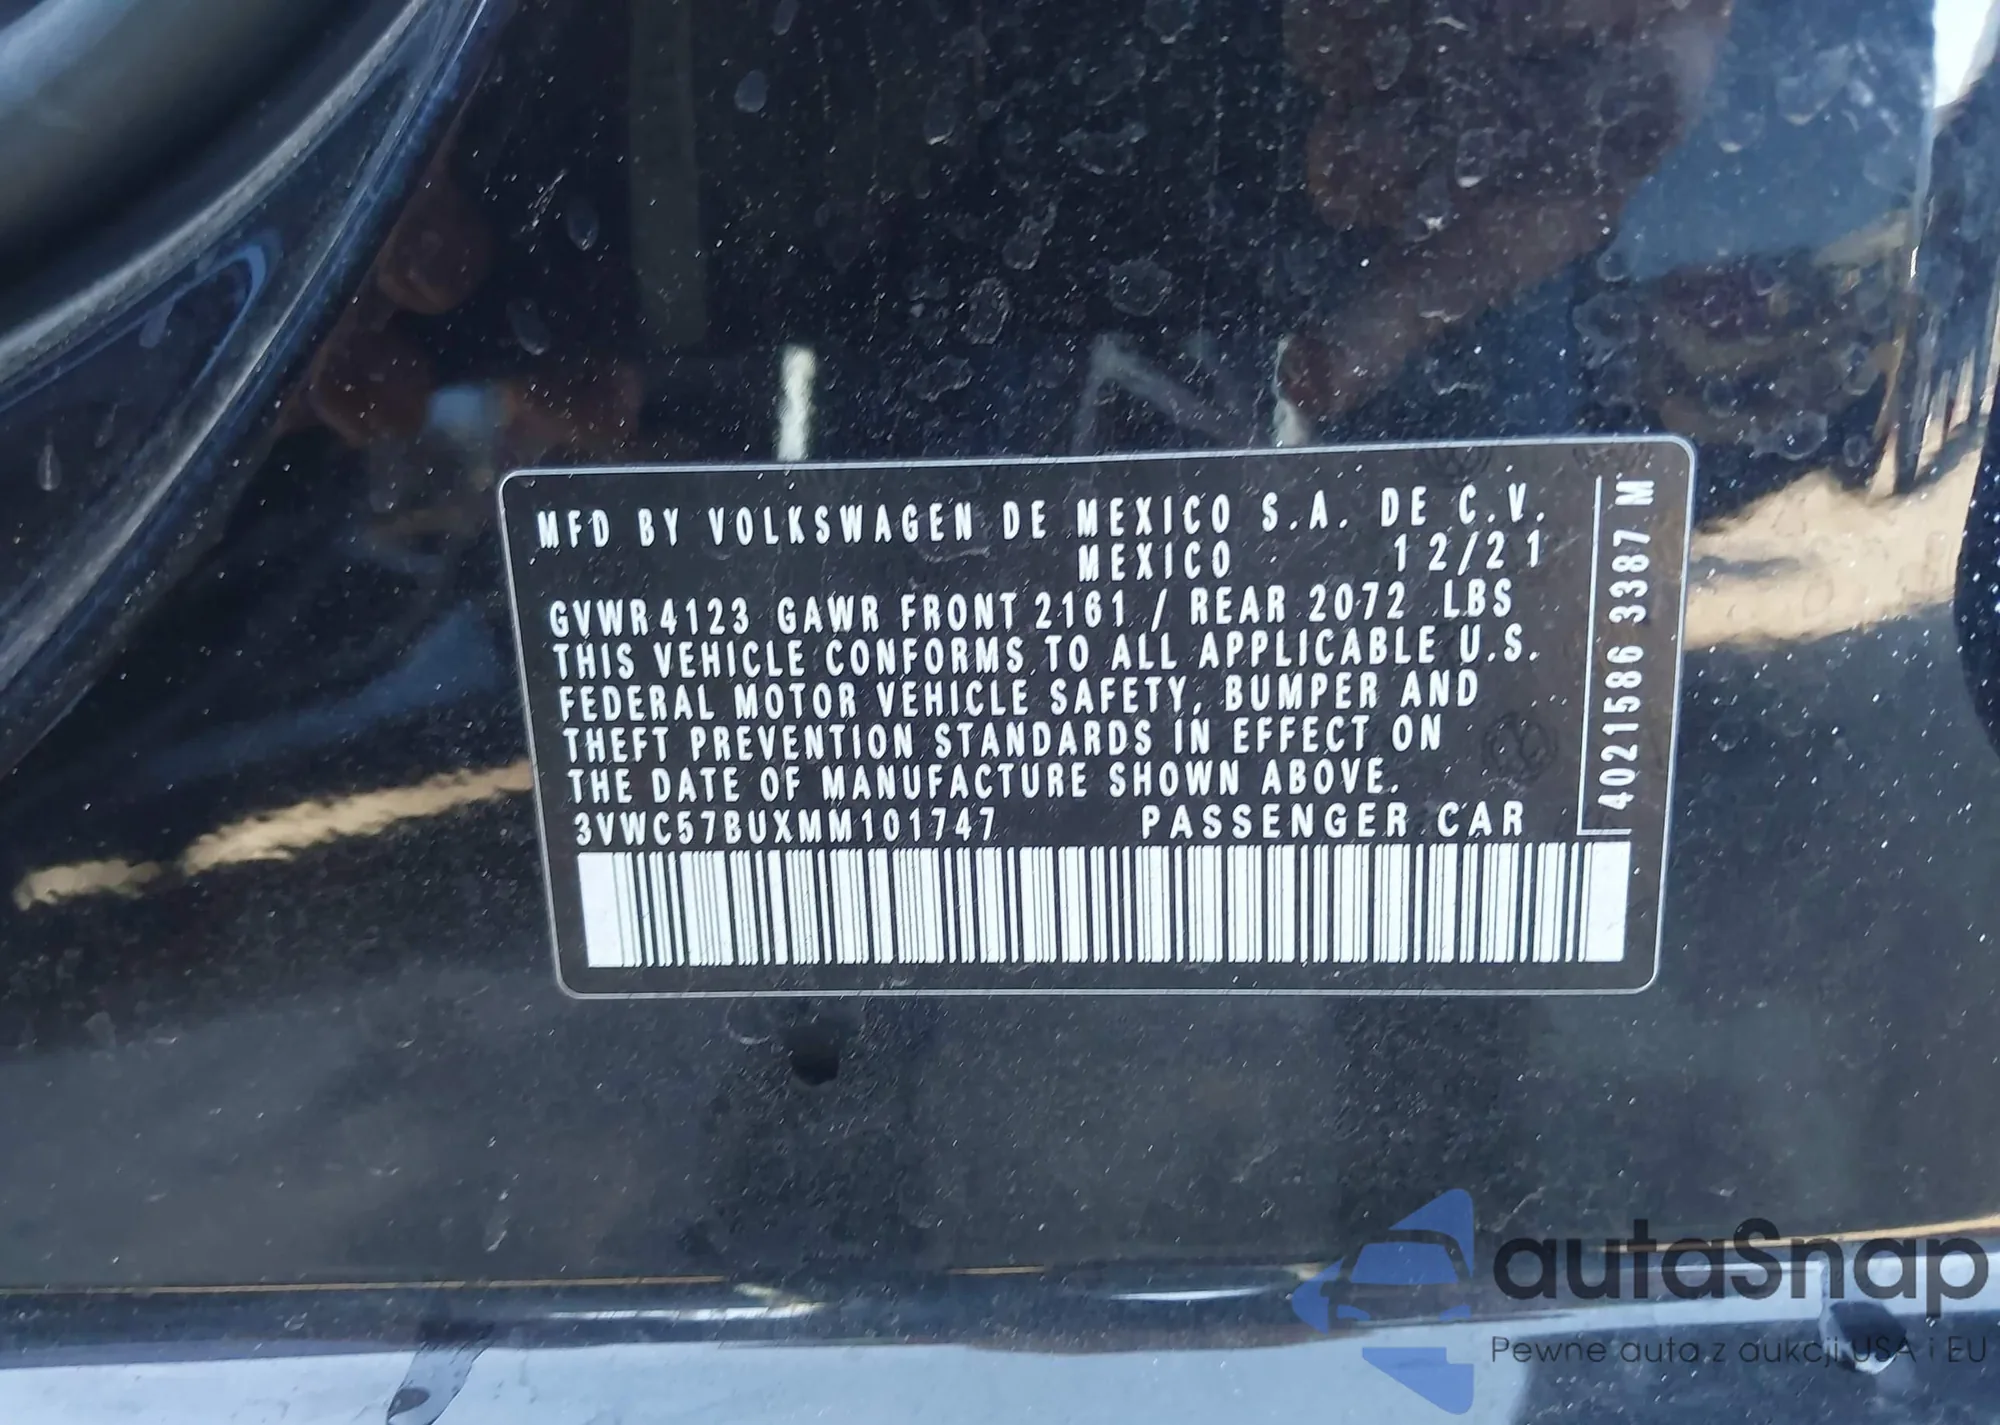 MFD BY VOLKSWAGEN DE MEXICO S.A. DE C.V.
MEXICO 12/21
GVWR 4123 GAWR FRONT 2161 / REAR 2072 LBS
THIS VEHICLE CONFORMS TO ALL APPLICABLE U.S.
FEDERAL MOTOR VEHICLE SAFETY, BUMPER AND
THEFT PREVENTION STANDARDS IN EFFECT ON
THE DATE OF MANUFACTURE SHOWN ABOVE.
3VWC57BUXMM101747 PASSENGER CAR
4021586 3387 M
autaSnap
Pewne auta z aukcji USA i EU